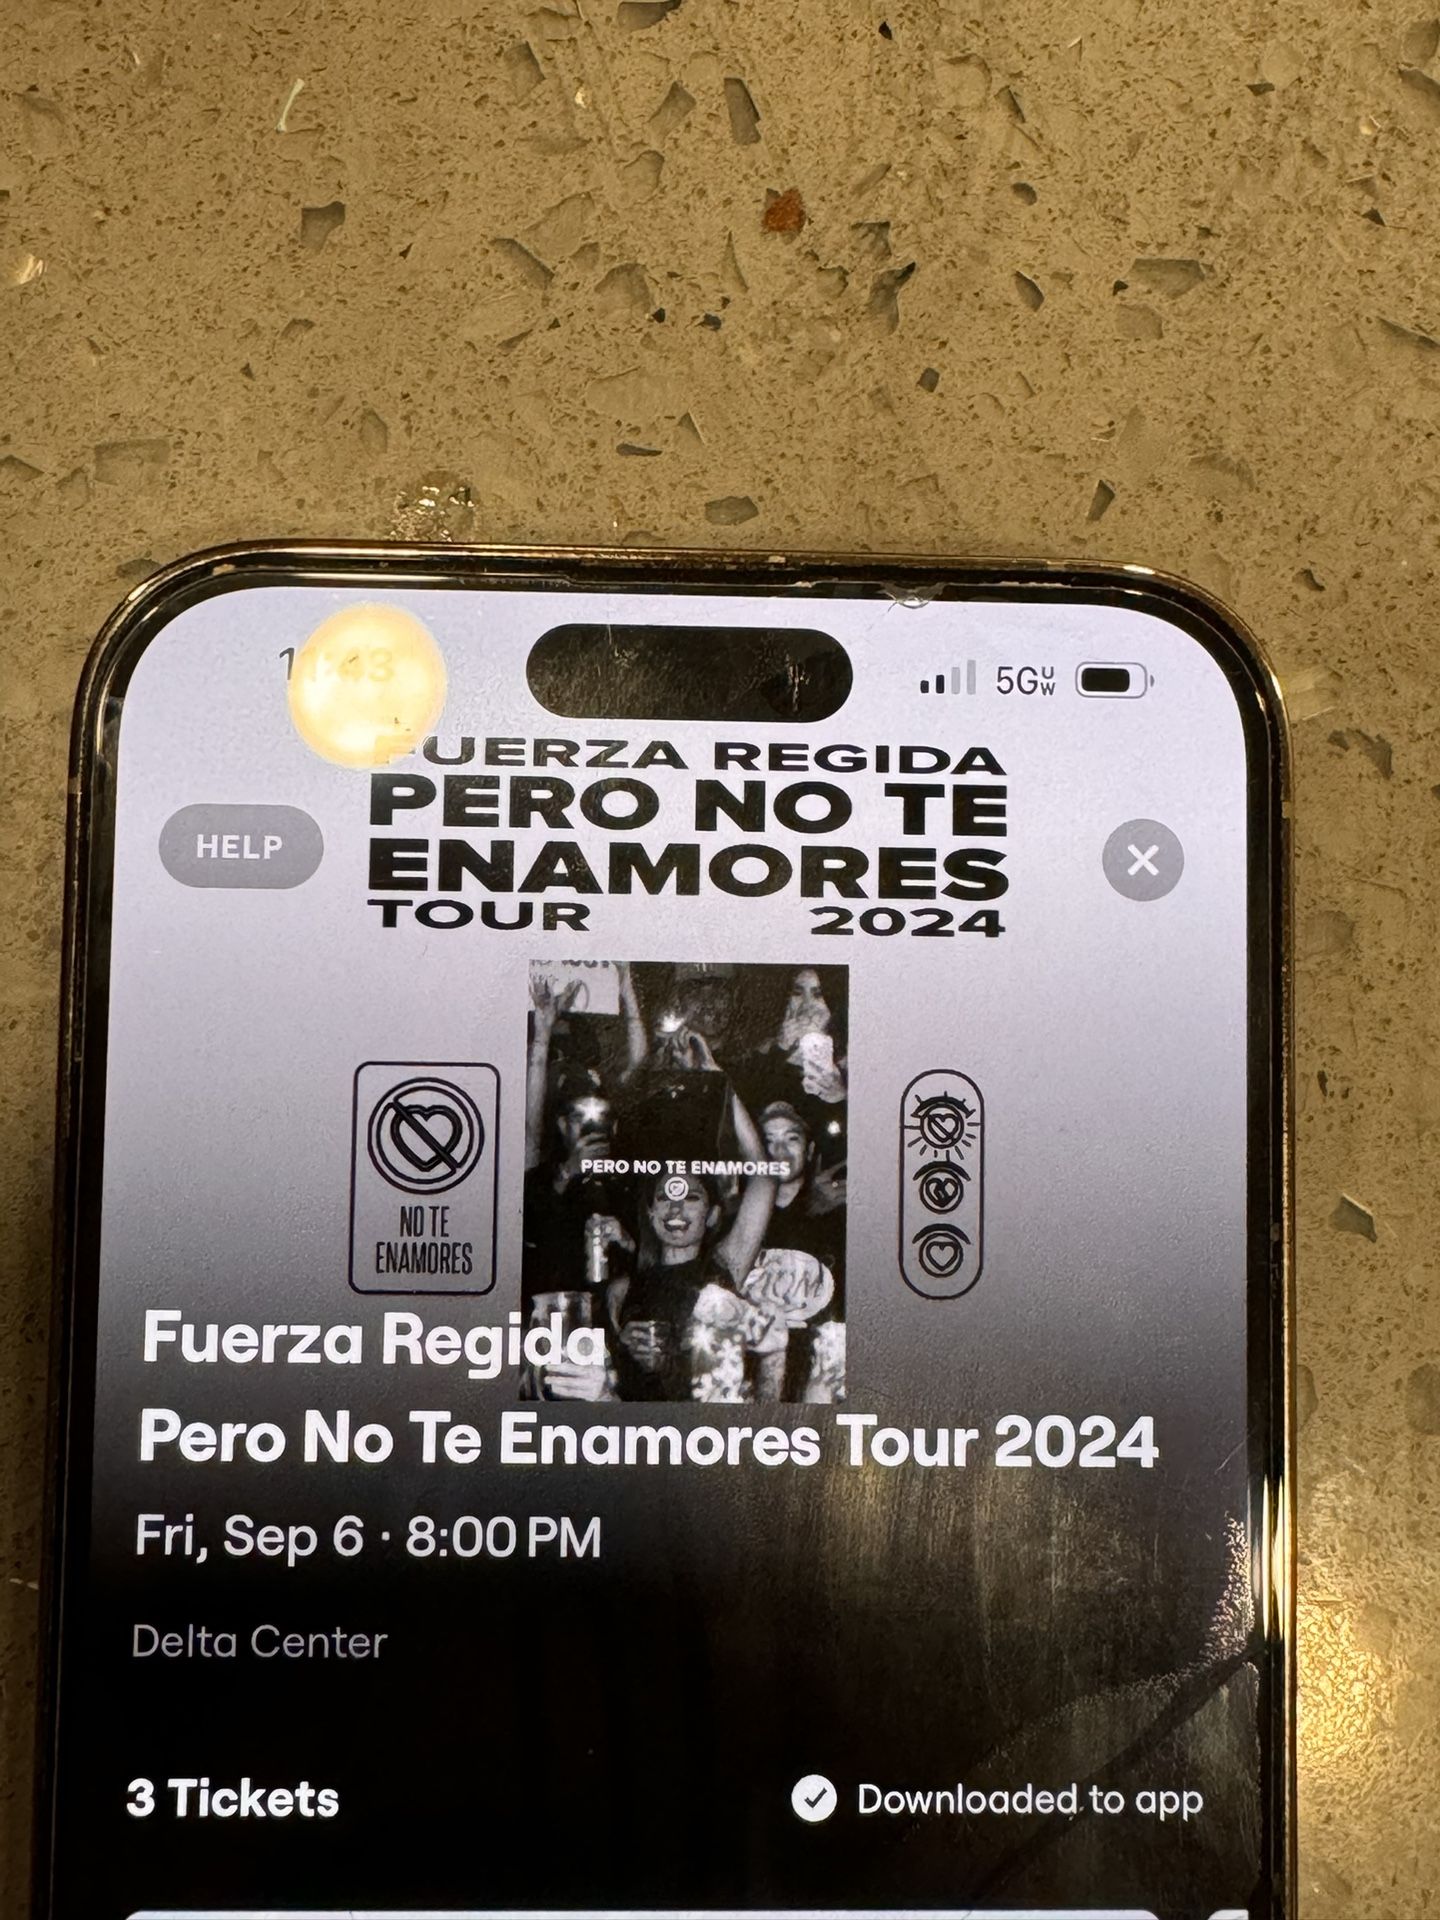 5G UW
FUERZA REGIDA
PERO NO TE
ENAMORES
TOUR 2024
HELP
PERO NO TE ENAMORES
NO TE
ENAMORES
Fuerza Regida
Pero No Te Enamores Tour 2024
Fri, Sep 6 · 8:00 PM
Delta Center
3 Tickets
Downloaded to app